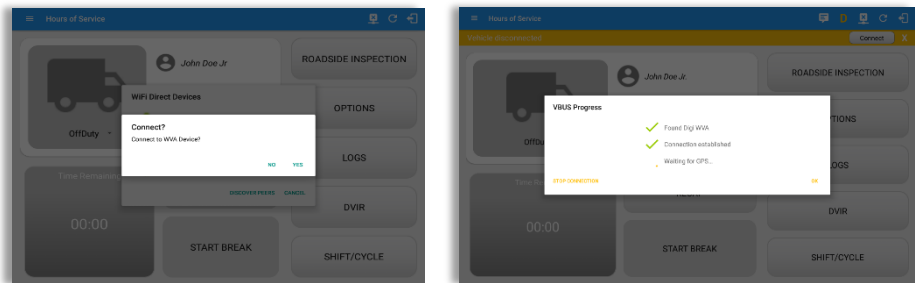 Hours of Service
John Doe Jr
ROADSIDE INSPECTION
WiFi Direct Devices
OPTIONS
Connect?
Connect to WVA Device?
OffDuty
NO YES
LOGS
Time Remaining
DISCOVER PEERS CANCEL
DVIR
00:00
START BREAK
SHIFT/CYCLE
Hours of Service
D
Vehicle disconnected
Connect X
John Doe Jr.
ROADSIDE INSPECTION
VBUS Progress
Found Digi WVA
Connection established
Waiting for GPS..
STOP CONNECTION
OK
DVIR
00:00
START BREAK
SHIFT/CYCLE